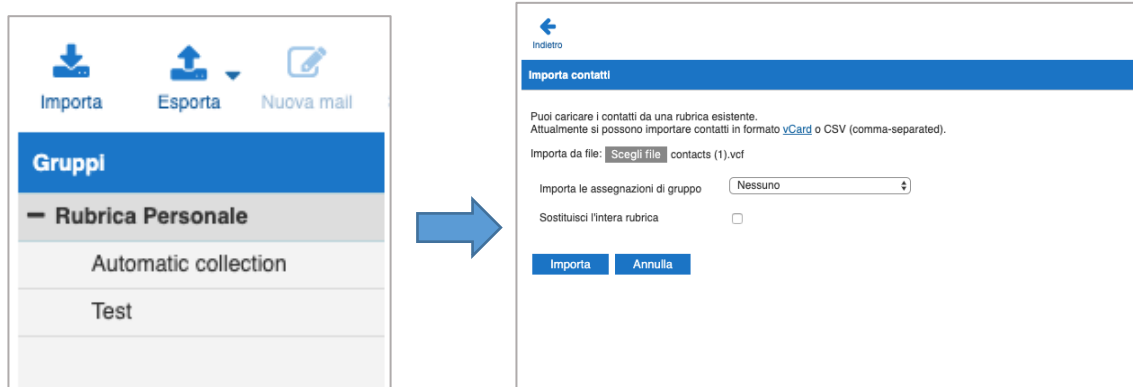 Importa Esporta Nuova mail
Gruppi
Rubrica Personale
Automatic collection
Test
Indietro
Importa contatti
Puoi caricare i contatti da una rubrica esistente.
Attualmente si possono importare contatti in formato vCard o CSV (comma-separated).
Importa da file: Scegli file contacts (1).vcf
Importa le assegnazioni di gruppo Nessuno
Sostituisci l'intera rubrica
Importa Annulla